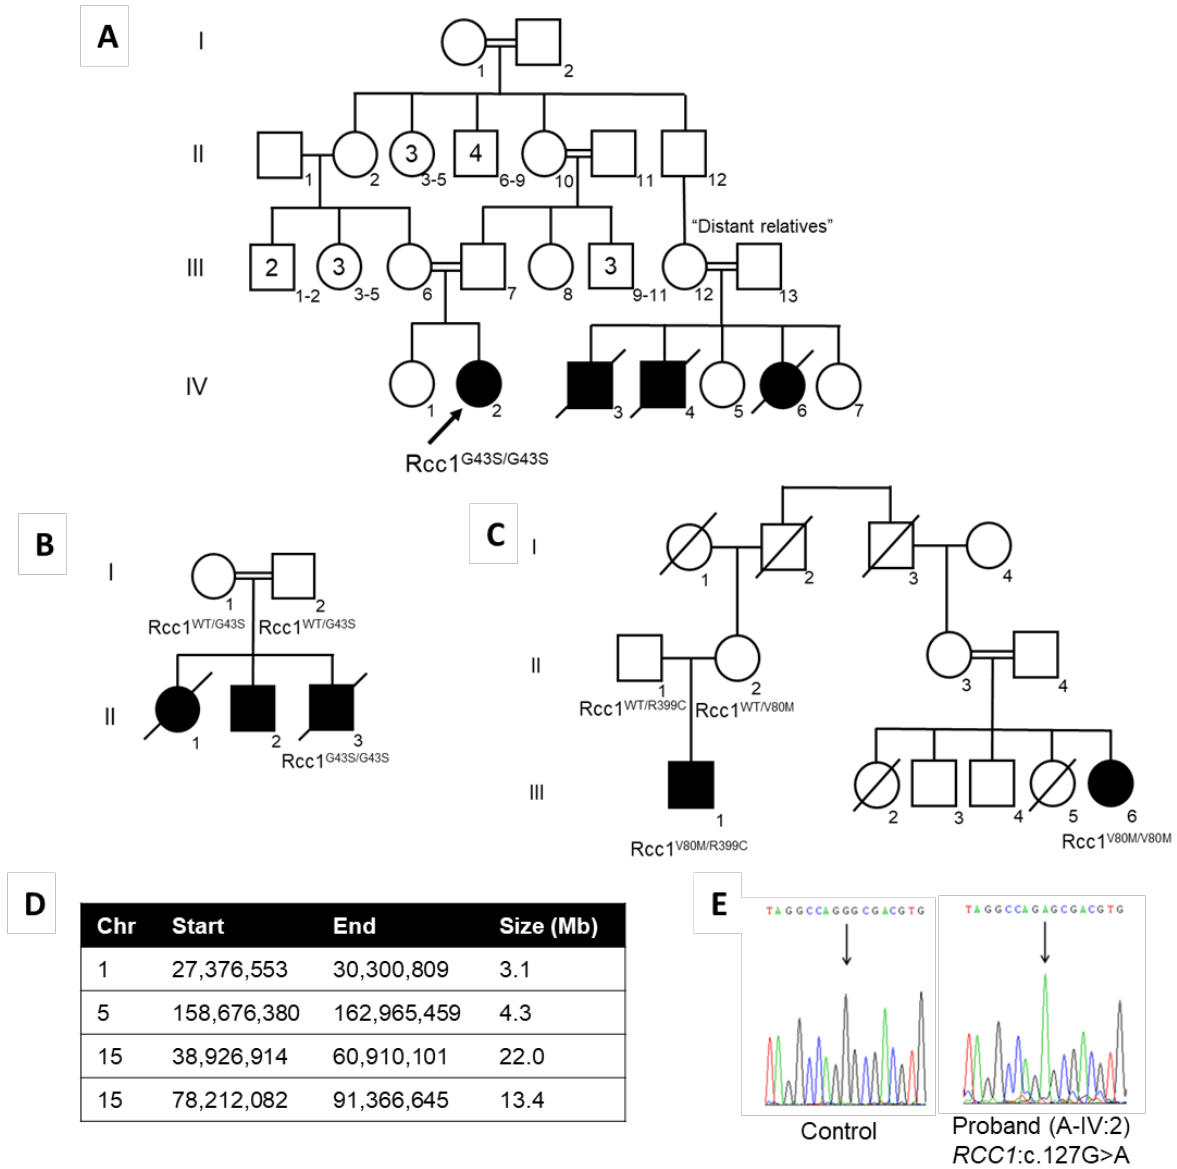 A
I
1
2
II
1
2
3
3-5
4
6-9
10
11
12
"Distant relatives"
III
2
1-2
3
3-5
6
7
8
3
9-11
12
13
IV
1
2
3
4
5
6
7
Rcc1G43S/G43S
B
I
1
2
Rcc1WT/G43S
Rcc1WT/G43S
II
1
2
3
Rcc1G43S/G43S
C
I
1
2
3
4
II
1
2
3
4
Rcc1WT/R399C
Rcc1WT/V80M
III
1
2
3
4
5
6
Rcc1V80M/R399C
Rcc1V80M/V80M
D
Chr Start End Size (Mb)
1 27,376,553 30,300,809 3.1
5 158,676,380 162,965,459 4.3
15 38,926,914 60,910,101 22.0
15 78,212,082 91,366,645 13.4
E
TAGGCCAGGGCGACGTG
TAGGCCAGAGCGACGTG
Control
Proband (A-IV:2)
RCC1:c.127G>A